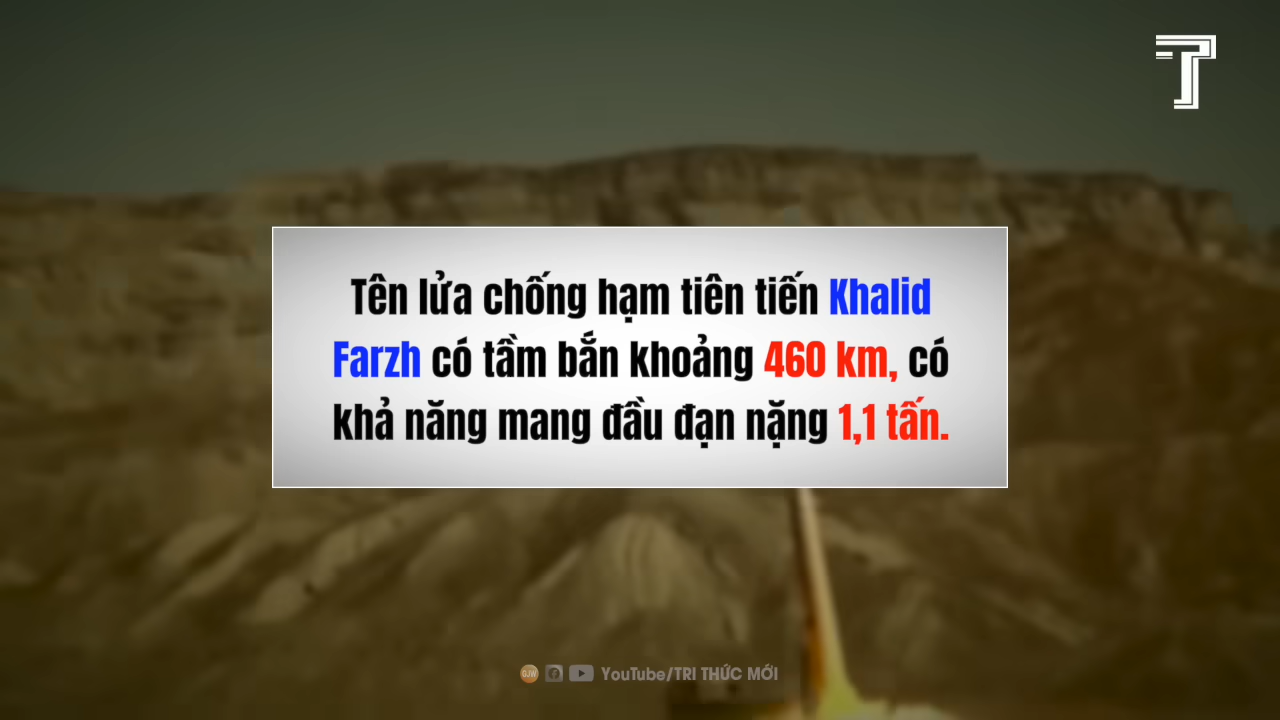 Tên lửa chống hạm tiên tiến Khalid
Farzh có tầm bắn khoảng 460 km, có
khả năng mang đầu đạn nặng 1,1 tấn.
YouTube/TRI THỨC MỚI